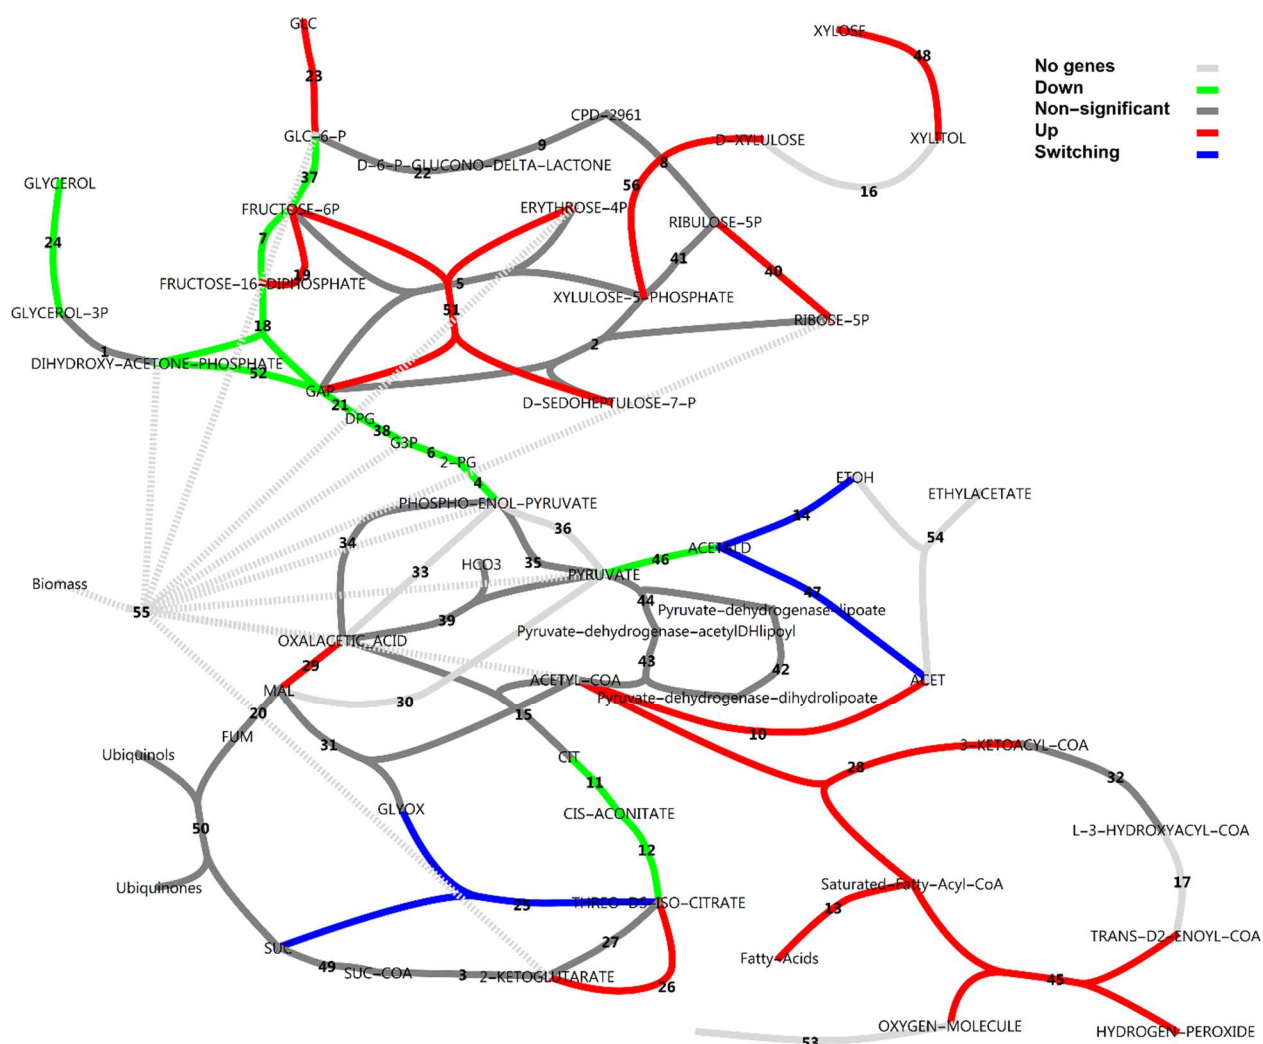 GLC
XYLOSE
48
No genes
Down
Non-significant
Up
Switching
23
CPD-2961
GLC-6-P
9
D-XYLULOSE
XYLITOL
D-6-P-GLUCONO-DELTA-LACTONE
22
8
37
56
16
GLYCEROL
FRUCTOSE-6P
ERYTHROSE-4P
RIBULOSE-5P
24
7
41
40
19
FRUCTOSE-16-DIPHOSPHATE
5
XYLULOSE-5-PHOSPHATE
51
GLYCEROL-3P
18
RIBOSE-5P
1
2
DIHYDROXY-ACETONE-PHOSPHATE
52
GAP
21
D-SEDOHEPTULOSE-7-P
DPG
38
G3P
6
2-PG
4
ETOH
ETHYLACETATE
PHOSPHO-ENOL-PYRUVATE
14
36
54
34
ACETALD
46
35
HCO3
33
PYRUVATE
Biomass
47
44
55
Pyruvate-dehydrogenase-lipoate
39
Pyruvate-dehydrogenase-acetylDHlipoyl
OXALACETIC_ACID
29
43
42
MAL
ACETYL-COA
ACET
Pyruvate-dehydrogenase-dihydrolipoate
30
20
15
10
FUM
31
3-KETOACYL-COA
Ubiquinols
CIT
28
32
11
GLYOX
CIS-ACONITATE
50
L-3-HYDROXYACYL-COA
12
Ubiquinones
Saturated-Fatty-Acyl-CoA
17
25
THREO-DS-ISO-CITRATE
13
27
TRANS-D2-ENOYL-COA
SUC
Fatty-Acids
49
SUC-COA
3
2-KETOGLUTARATE
26
45
OXYGEN-MOLECULE
HYDROGEN-PEROXIDE
53